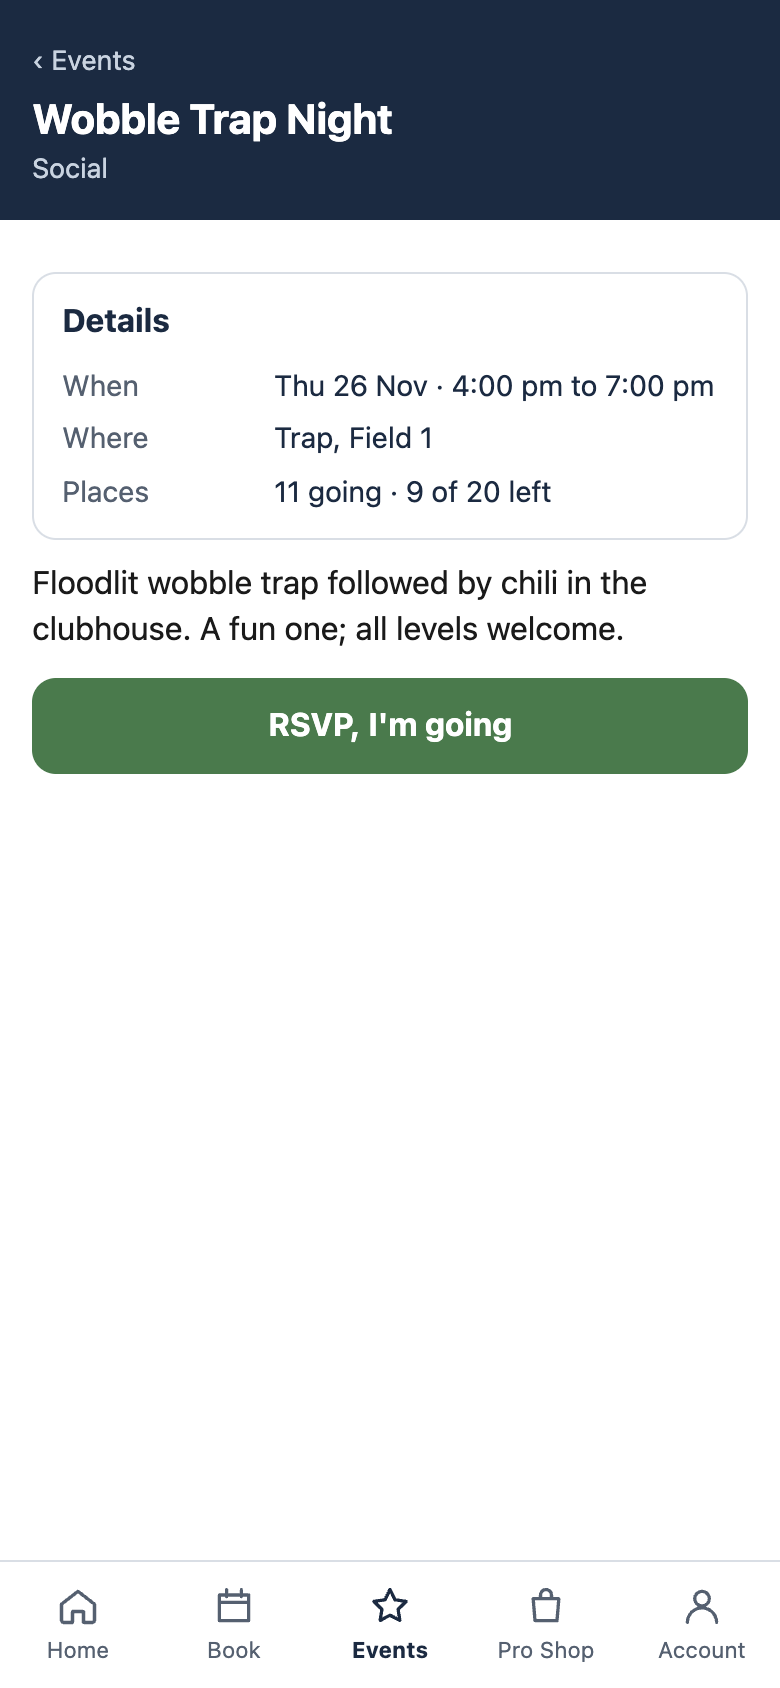 ‹ Events
Wobble Trap Night
Social
Details
When Thu 26 Nov · 4:00 pm to 7:00 pm
Where Trap, Field 1
Places 11 going · 9 of 20 left
Floodlit wobble trap followed by chili in the
clubhouse. A fun one; all levels welcome.
RSVP, I'm going
Home Book Events Pro Shop Account